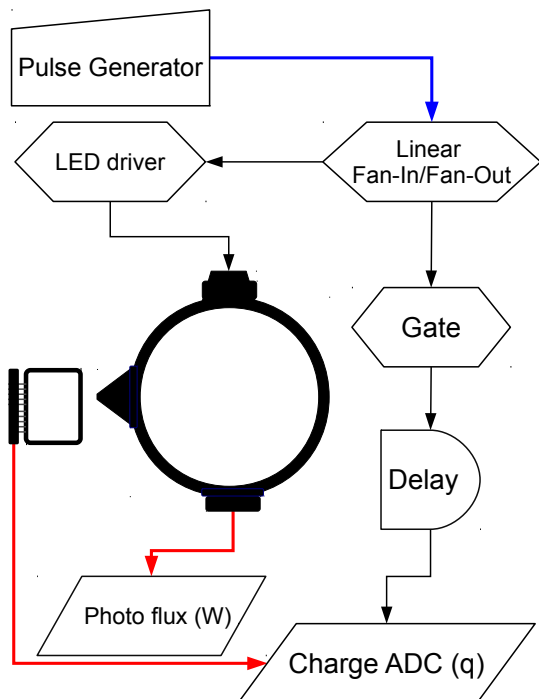 Pulse Generator
LED driver
Linear
Fan-In/Fan-Out
Gate
Delay
Photo flux (W)
Charge ADC (q)